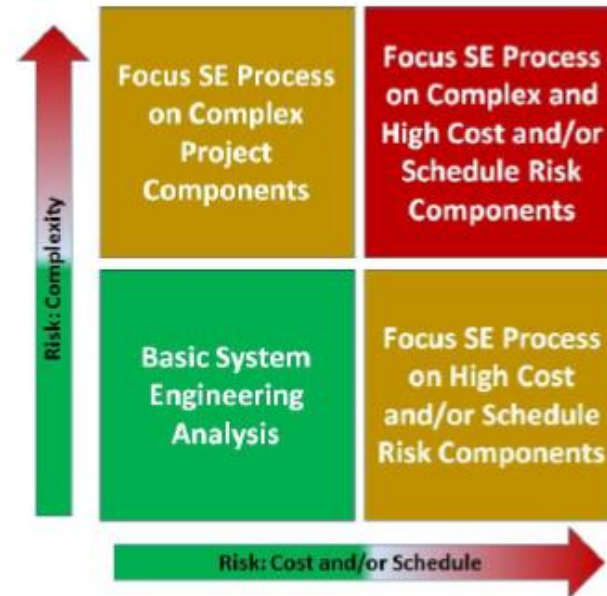 Focus SE Process
on Complex
Project
Components
Focus SE Process
on Complex and
High Cost and/or
Schedule Risk
Components
Risk: Complexity
Basic System
Engineering
Analysis
Focus SE Process
on High Cost
and/or Schedule
Risk Components
Risk: Cost and/or Schedule